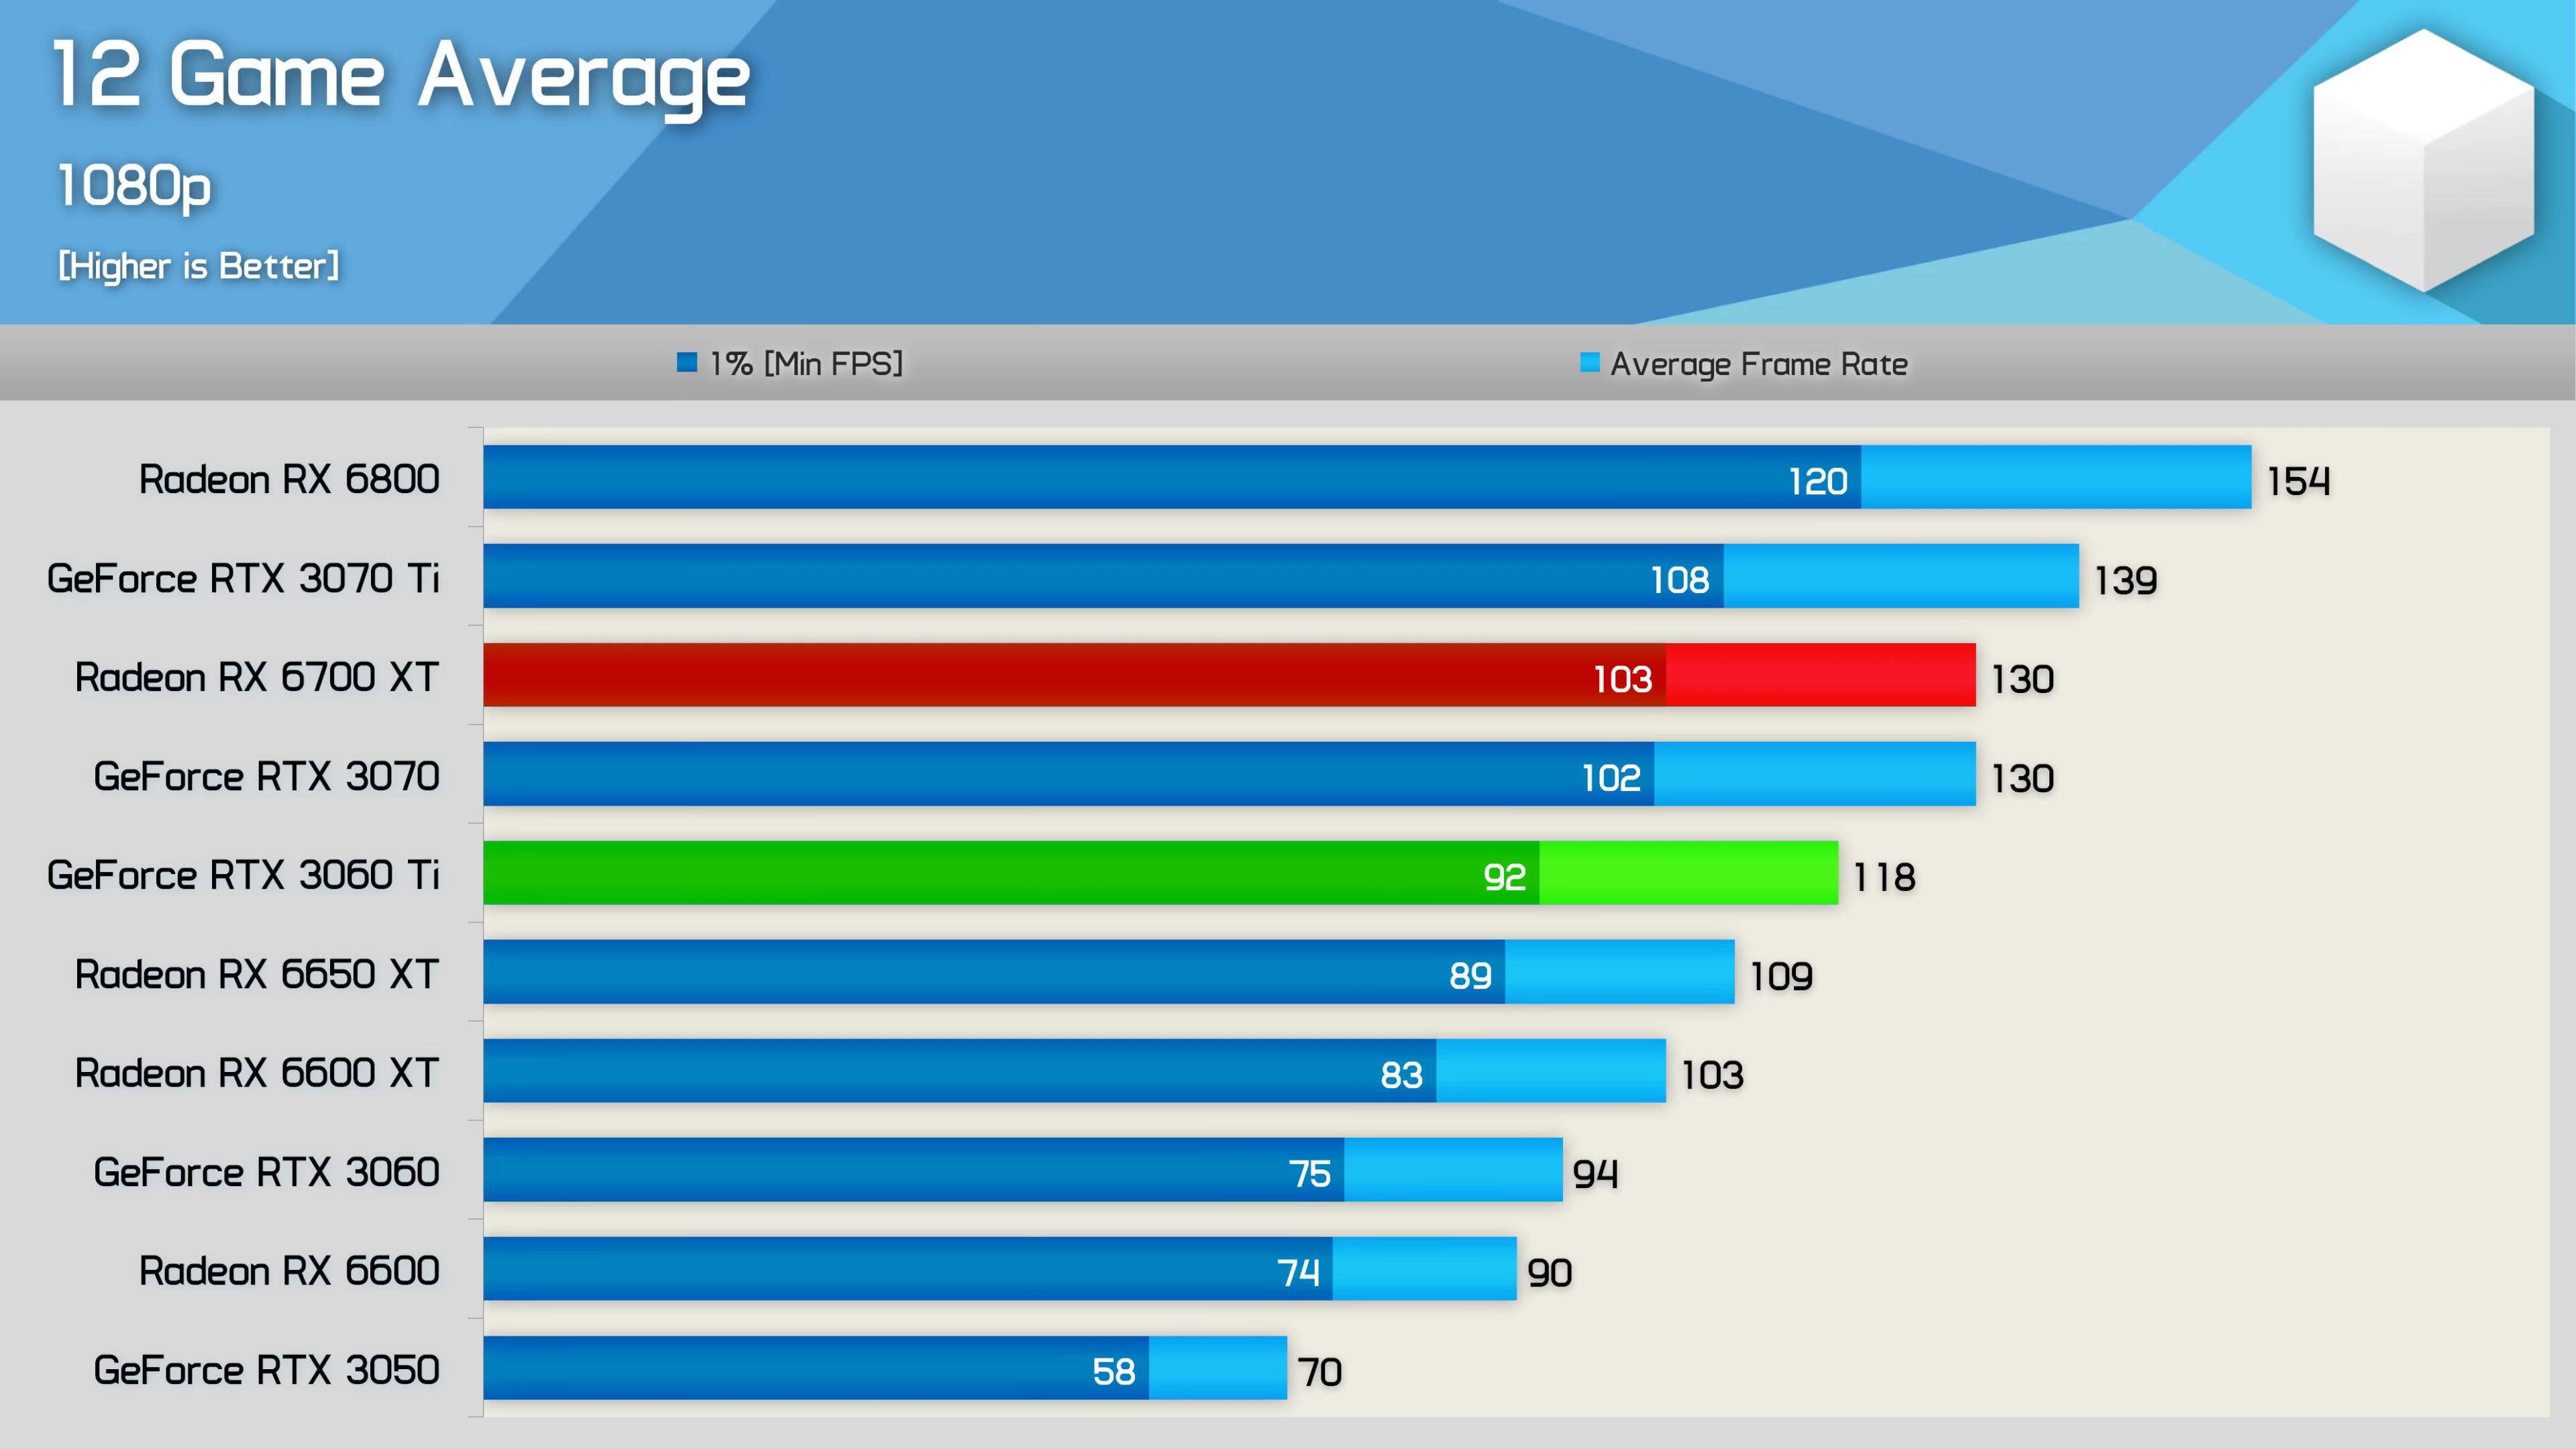 12 Game Average
1080p
[Higher is Better]
1% [Min FPS] Average Frame Rate
Radeon RX 6800 120 154
GeForce RTX 3070 Ti 108 139
Radeon RX 6700 XT 103 130
GeForce RTX 3070 102 130
GeForce RTX 3060 Ti 92 118
Radeon RX 6650 XT 89 109
Radeon RX 6600 XT 83 103
GeForce RTX 3060 75 94
Radeon RX 6600 74 90
GeForce RTX 3050 58 70